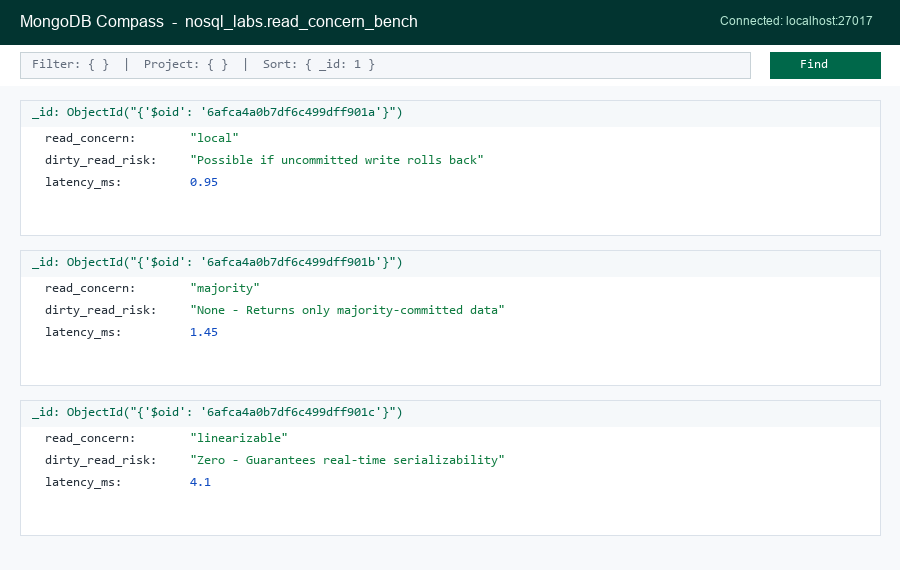 MongoDB Compass - nosql_labs.read_concern_bench
Connected: localhost:27017
Filter: { } | Project: { } | Sort: { _id: 1 }
Find
_id: ObjectId("{'$oid': '6afca4a0b7df6c499dff901a'}")
read_concern: "local"
dirty_read_risk: "Possible if uncommitted write rolls back"
latency_ms: 0.95
_id: ObjectId("{'$oid': '6afca4a0b7df6c499dff901b'}")
read_concern: "majority"
dirty_read_risk: "None - Returns only majority-committed data"
latency_ms: 1.45
_id: ObjectId("{'$oid': '6afca4a0b7df6c499dff901c'}")
read_concern: "linearizable"
dirty_read_risk: "Zero - Guarantees real-time serializability"
latency_ms: 4.1